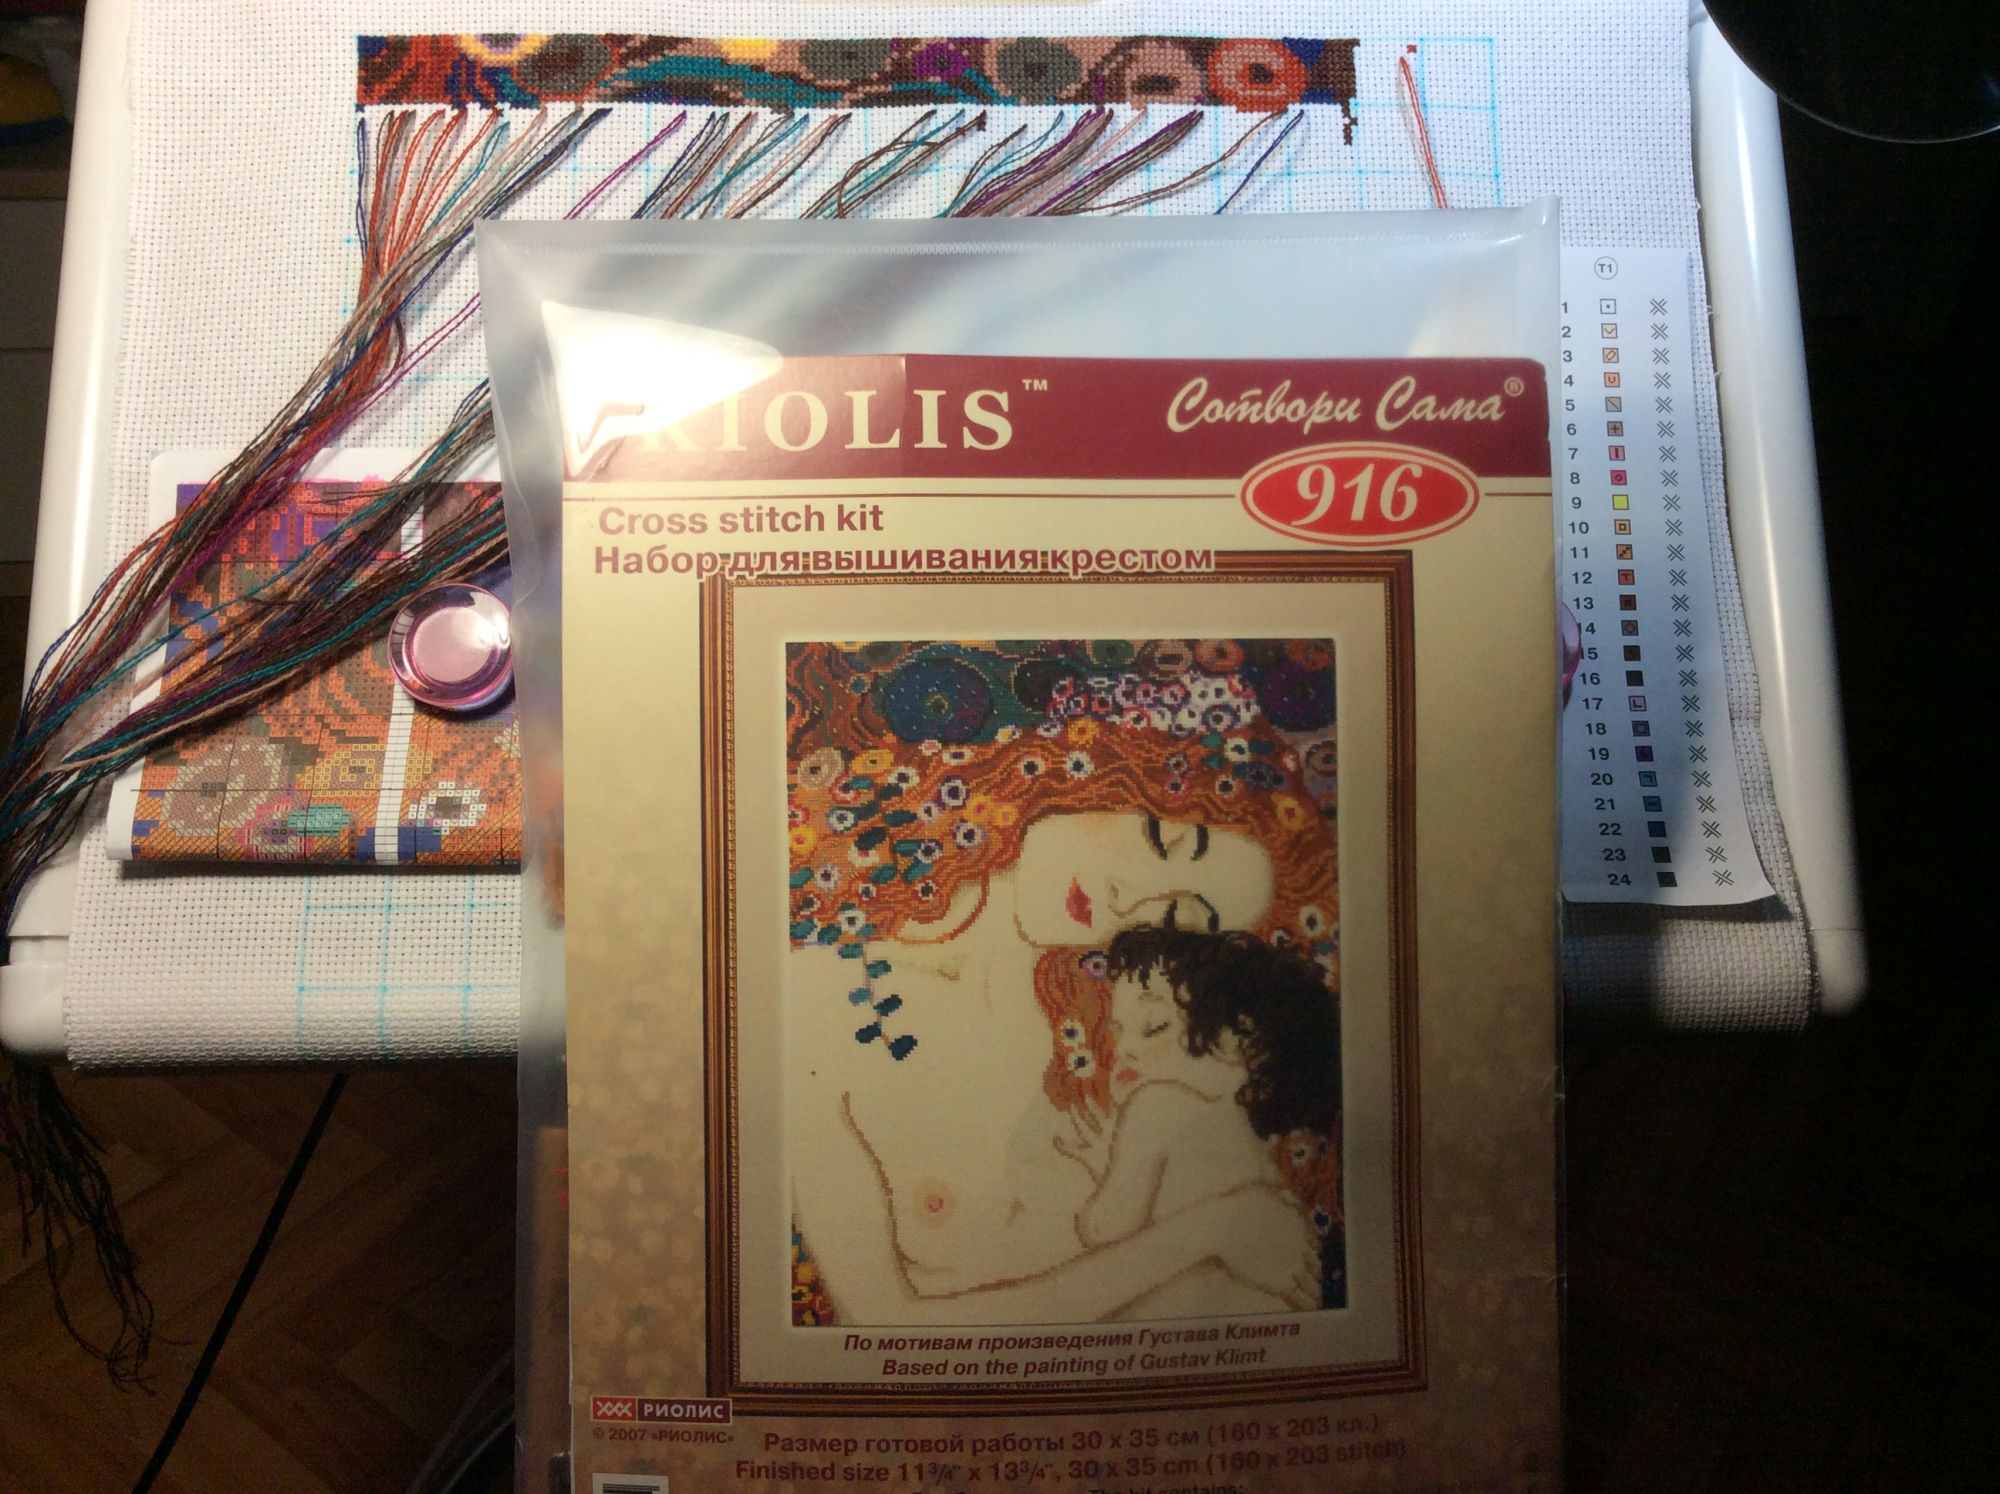 RIOLIS™
Сотвори Сама®
916
Cross stitch kit
Набор для вышивания крестом
По мотивам произведения Густава Климта
Based on the painting of Gustav Klimt
РИОЛИС
© 2007 «РИОЛИС»
Размер готовой работы 30 x 35 см (160 x 203 кл.)
Finished size 11¾" x 13¾", 30 x 35 cm (160 x 203 stitch)
The kit contains:
T1
1
2
3
4
5
6
7
8
9
10
11
12
13
14
15
16
17
18
19
20
21
22
23
24